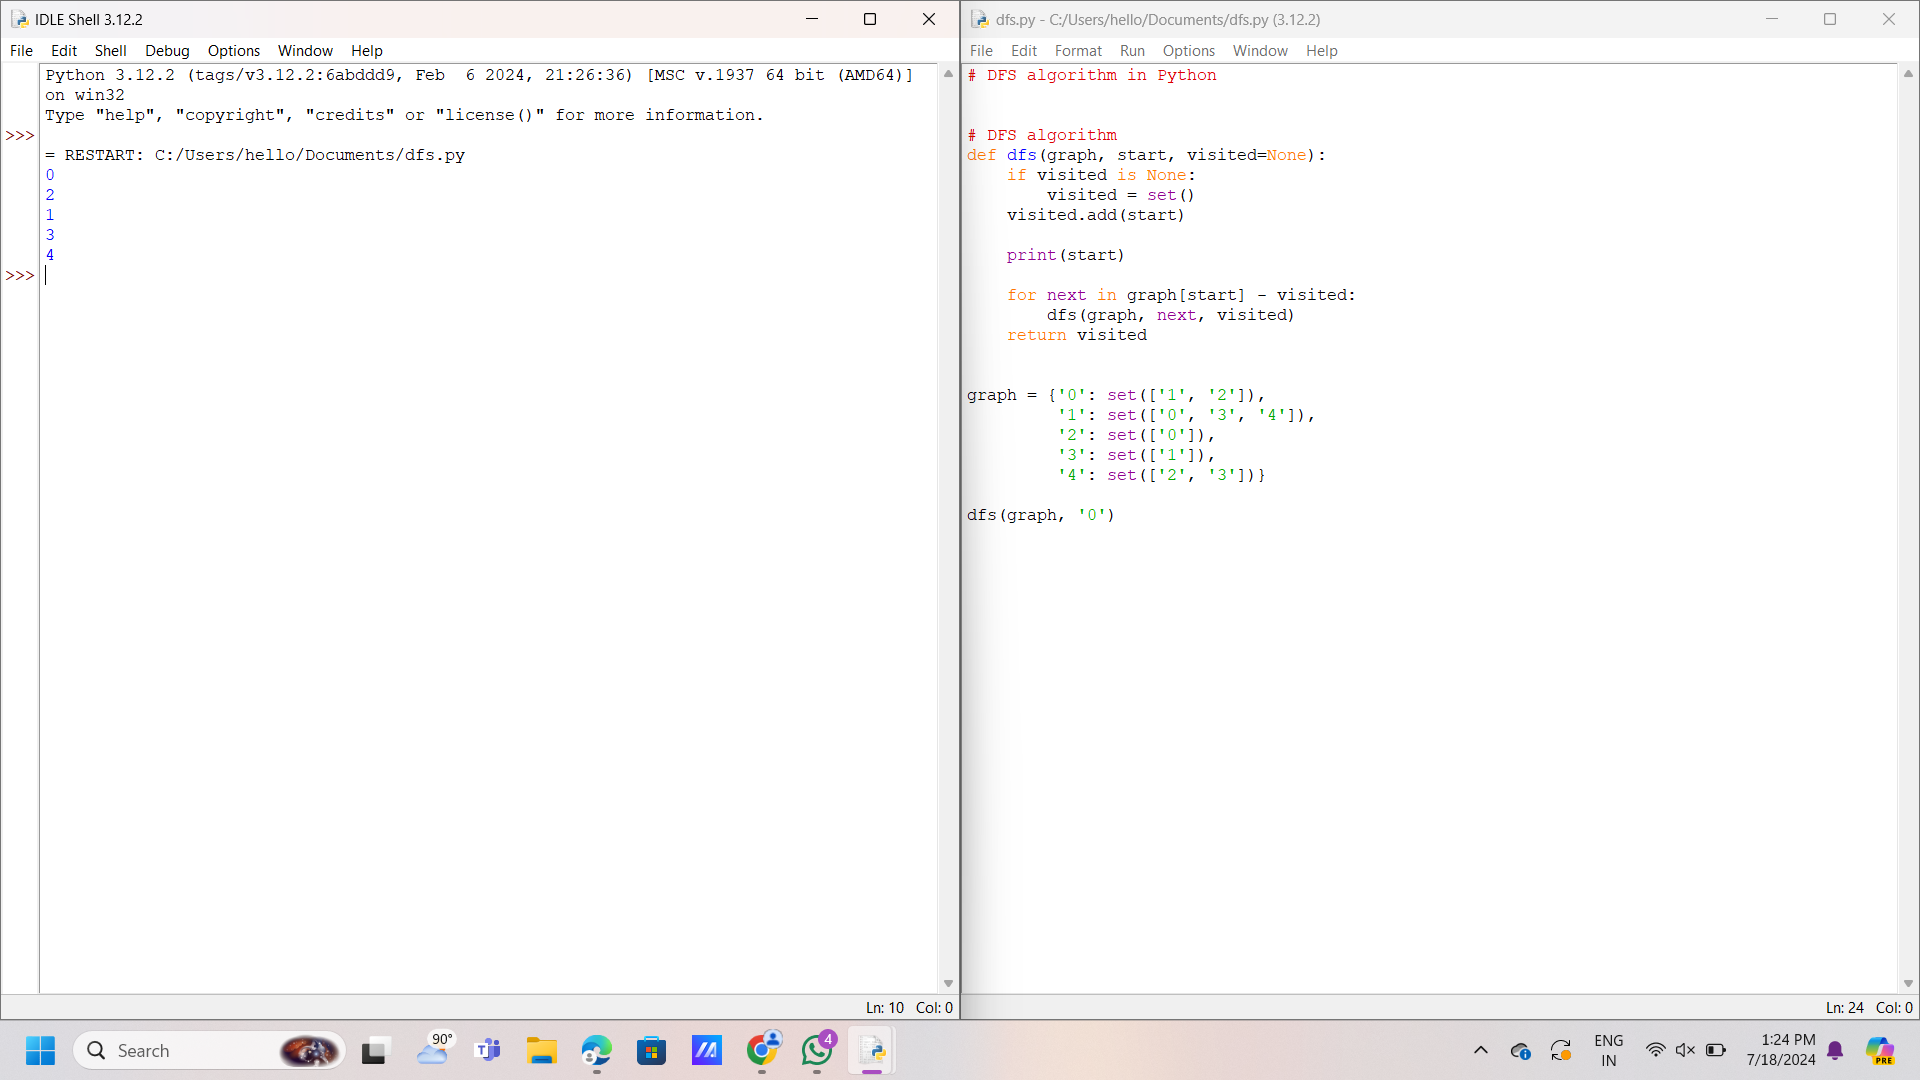 IDLE Shell 3.12.2
File Edit Shell Debug Options Window Help
Python 3.12.2 (tags/v3.12.2:6abddd9, Feb  6 2024, 21:26:36) [MSC v.1937 64 bit (AMD64)]
on win32
Type "help", "copyright", "credits" or "license()" for more information.
>>>
= RESTART: C:/Users/hello/Documents/dfs.py
0
2
1
3
4
>>>
Ln: 10 Col: 0
dfs.py - C:/Users/hello/Documents/dfs.py (3.12.2)
File Edit Format Run Options Window Help
# DFS algorithm in Python
# DFS algorithm
def dfs(graph, start, visited=None):
    if visited is None:
        visited = set()
    visited.add(start)
    print(start)
    for next in graph[start] - visited:
        dfs(graph, next, visited)
    return visited
graph = {'0': set(['1', '2']),
         '1': set(['0', '3', '4']),
         '2': set(['0']),
         '3': set(['1']),
         '4': set(['2', '3'])}
dfs(graph, '0')
Ln: 24 Col: 0
Search
90°
4
ENG
IN
1:24 PM
7/18/2024
PRE